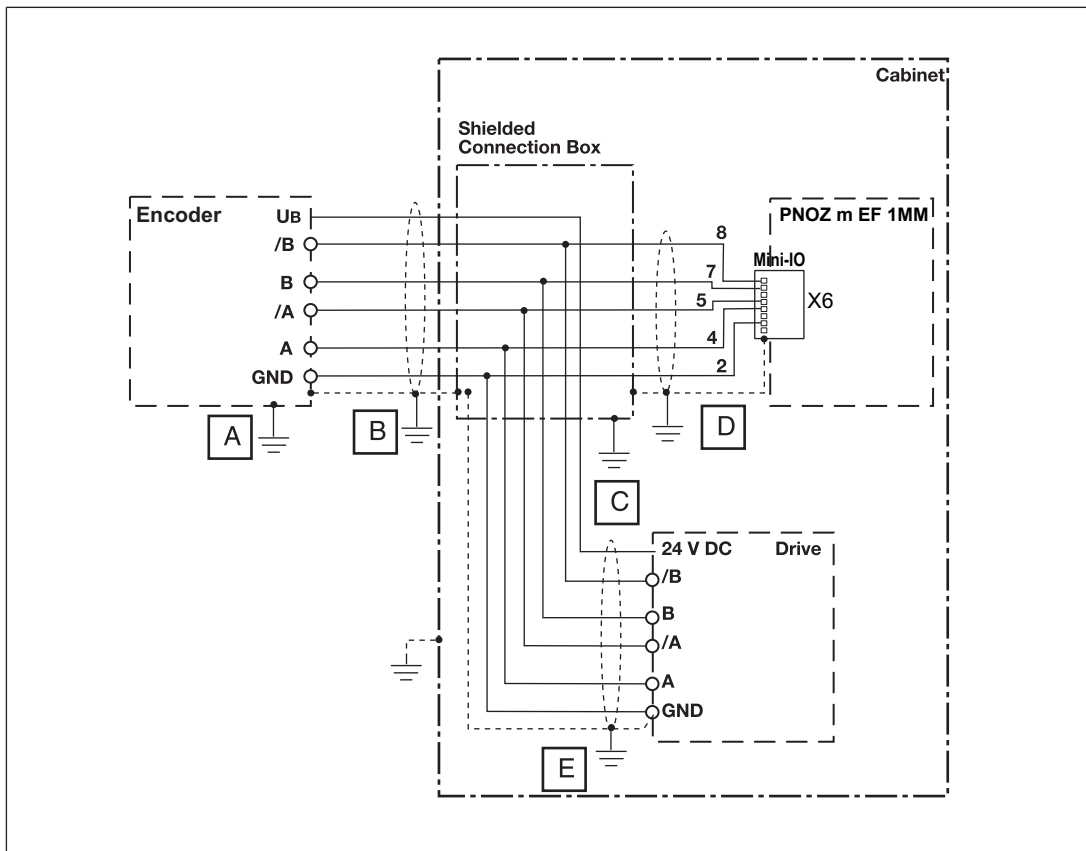 Cabinet
Shielded
Connection Box
Encoder
UB
PNOZ m EF 1MM
/B
8
Mini-IO
B
7
X6
/A
5
A
4
GND
2
A
B
D
C
24 V DC
Drive
/B
B
/A
A
GND
E